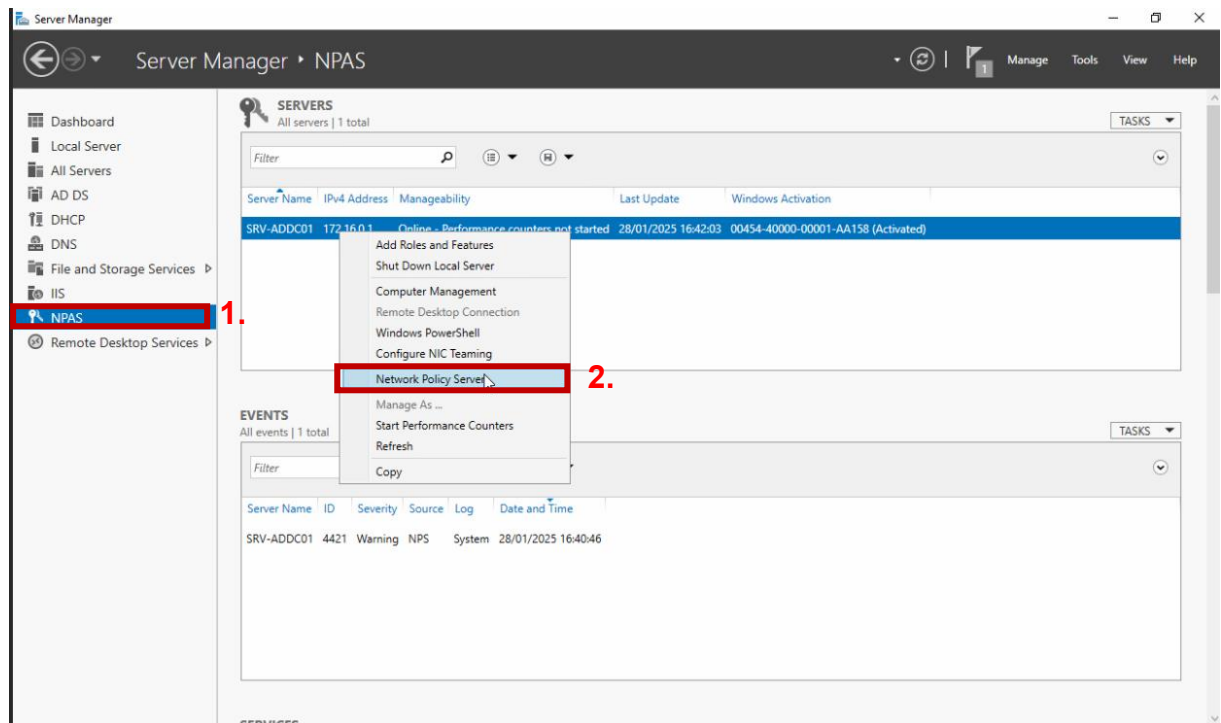 Server Manager
Server Manager ‣ NPAS
1
Manage Tools View Help
Dashboard
Local Server
All Servers
AD DS
DHCP
DNS
File and Storage Services
IIS
NPAS
Remote Desktop Services
1.
SERVERS
All servers | 1 total
TASKS
Filter
Server Name IPv4 Address Manageability Last Update Windows Activation
SRV-ADDC01 172.16.0.1 Online - Performance counters not started 28/01/2025 16:42:03 00454-40000-00001-AA158 (Activated)
Add Roles and Features
Shut Down Local Server
Computer Management
Remote Desktop Connection
Windows PowerShell
Configure NIC Teaming
Network Policy Server
2.
Manage As ...
Start Performance Counters
Refresh
Copy
EVENTS
All events | 1 total
TASKS
Filter
Server Name ID Severity Source Log Date and Time
SRV-ADDC01 4421 Warning NPS System 28/01/2025 16:40:46
SERVICES